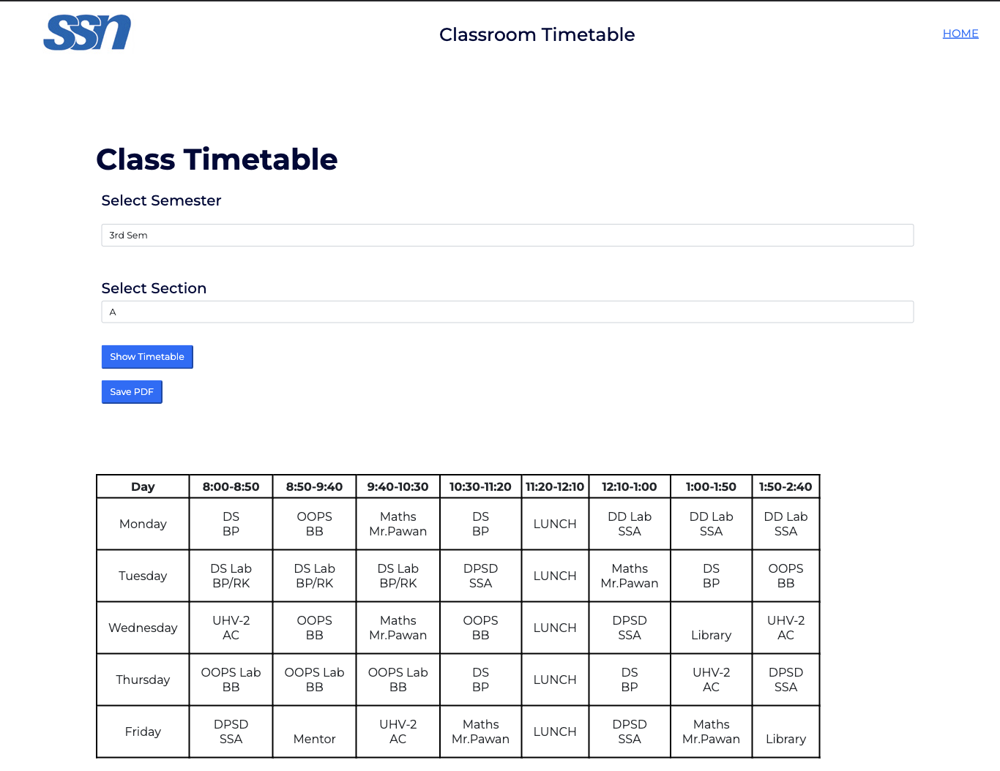 ssn
Classroom Timetable
HOME
Class Timetable
Select Semester
3rd Sem
Select Section
A
Show Timetable
Save PDF
Day 8:00-8:50 8:50-9:40 9:40-10:30 10:30-11:20 11:20-12:10 12:10-1:00 1:00-1:50 1:50-2:40
Monday DS BP OOPS BB Maths Mr.Pawan DS BP LUNCH DD Lab SSA DD Lab SSA DD Lab SSA
Tuesday DS Lab BP/RK DS Lab BP/RK DS Lab BP/RK DPSD SSA LUNCH Maths Mr.Pawan DS BP OOPS BB
Wednesday UHV-2 AC OOPS BB Maths Mr.Pawan OOPS BB LUNCH DPSD SSA Library UHV-2 AC
Thursday OOPS Lab BB OOPS Lab BB OOPS Lab BB DS BP LUNCH DS BP UHV-2 AC DPSD SSA
Friday DPSD SSA Mentor UHV-2 AC Maths Mr.Pawan LUNCH DPSD SSA Maths Mr.Pawan Library